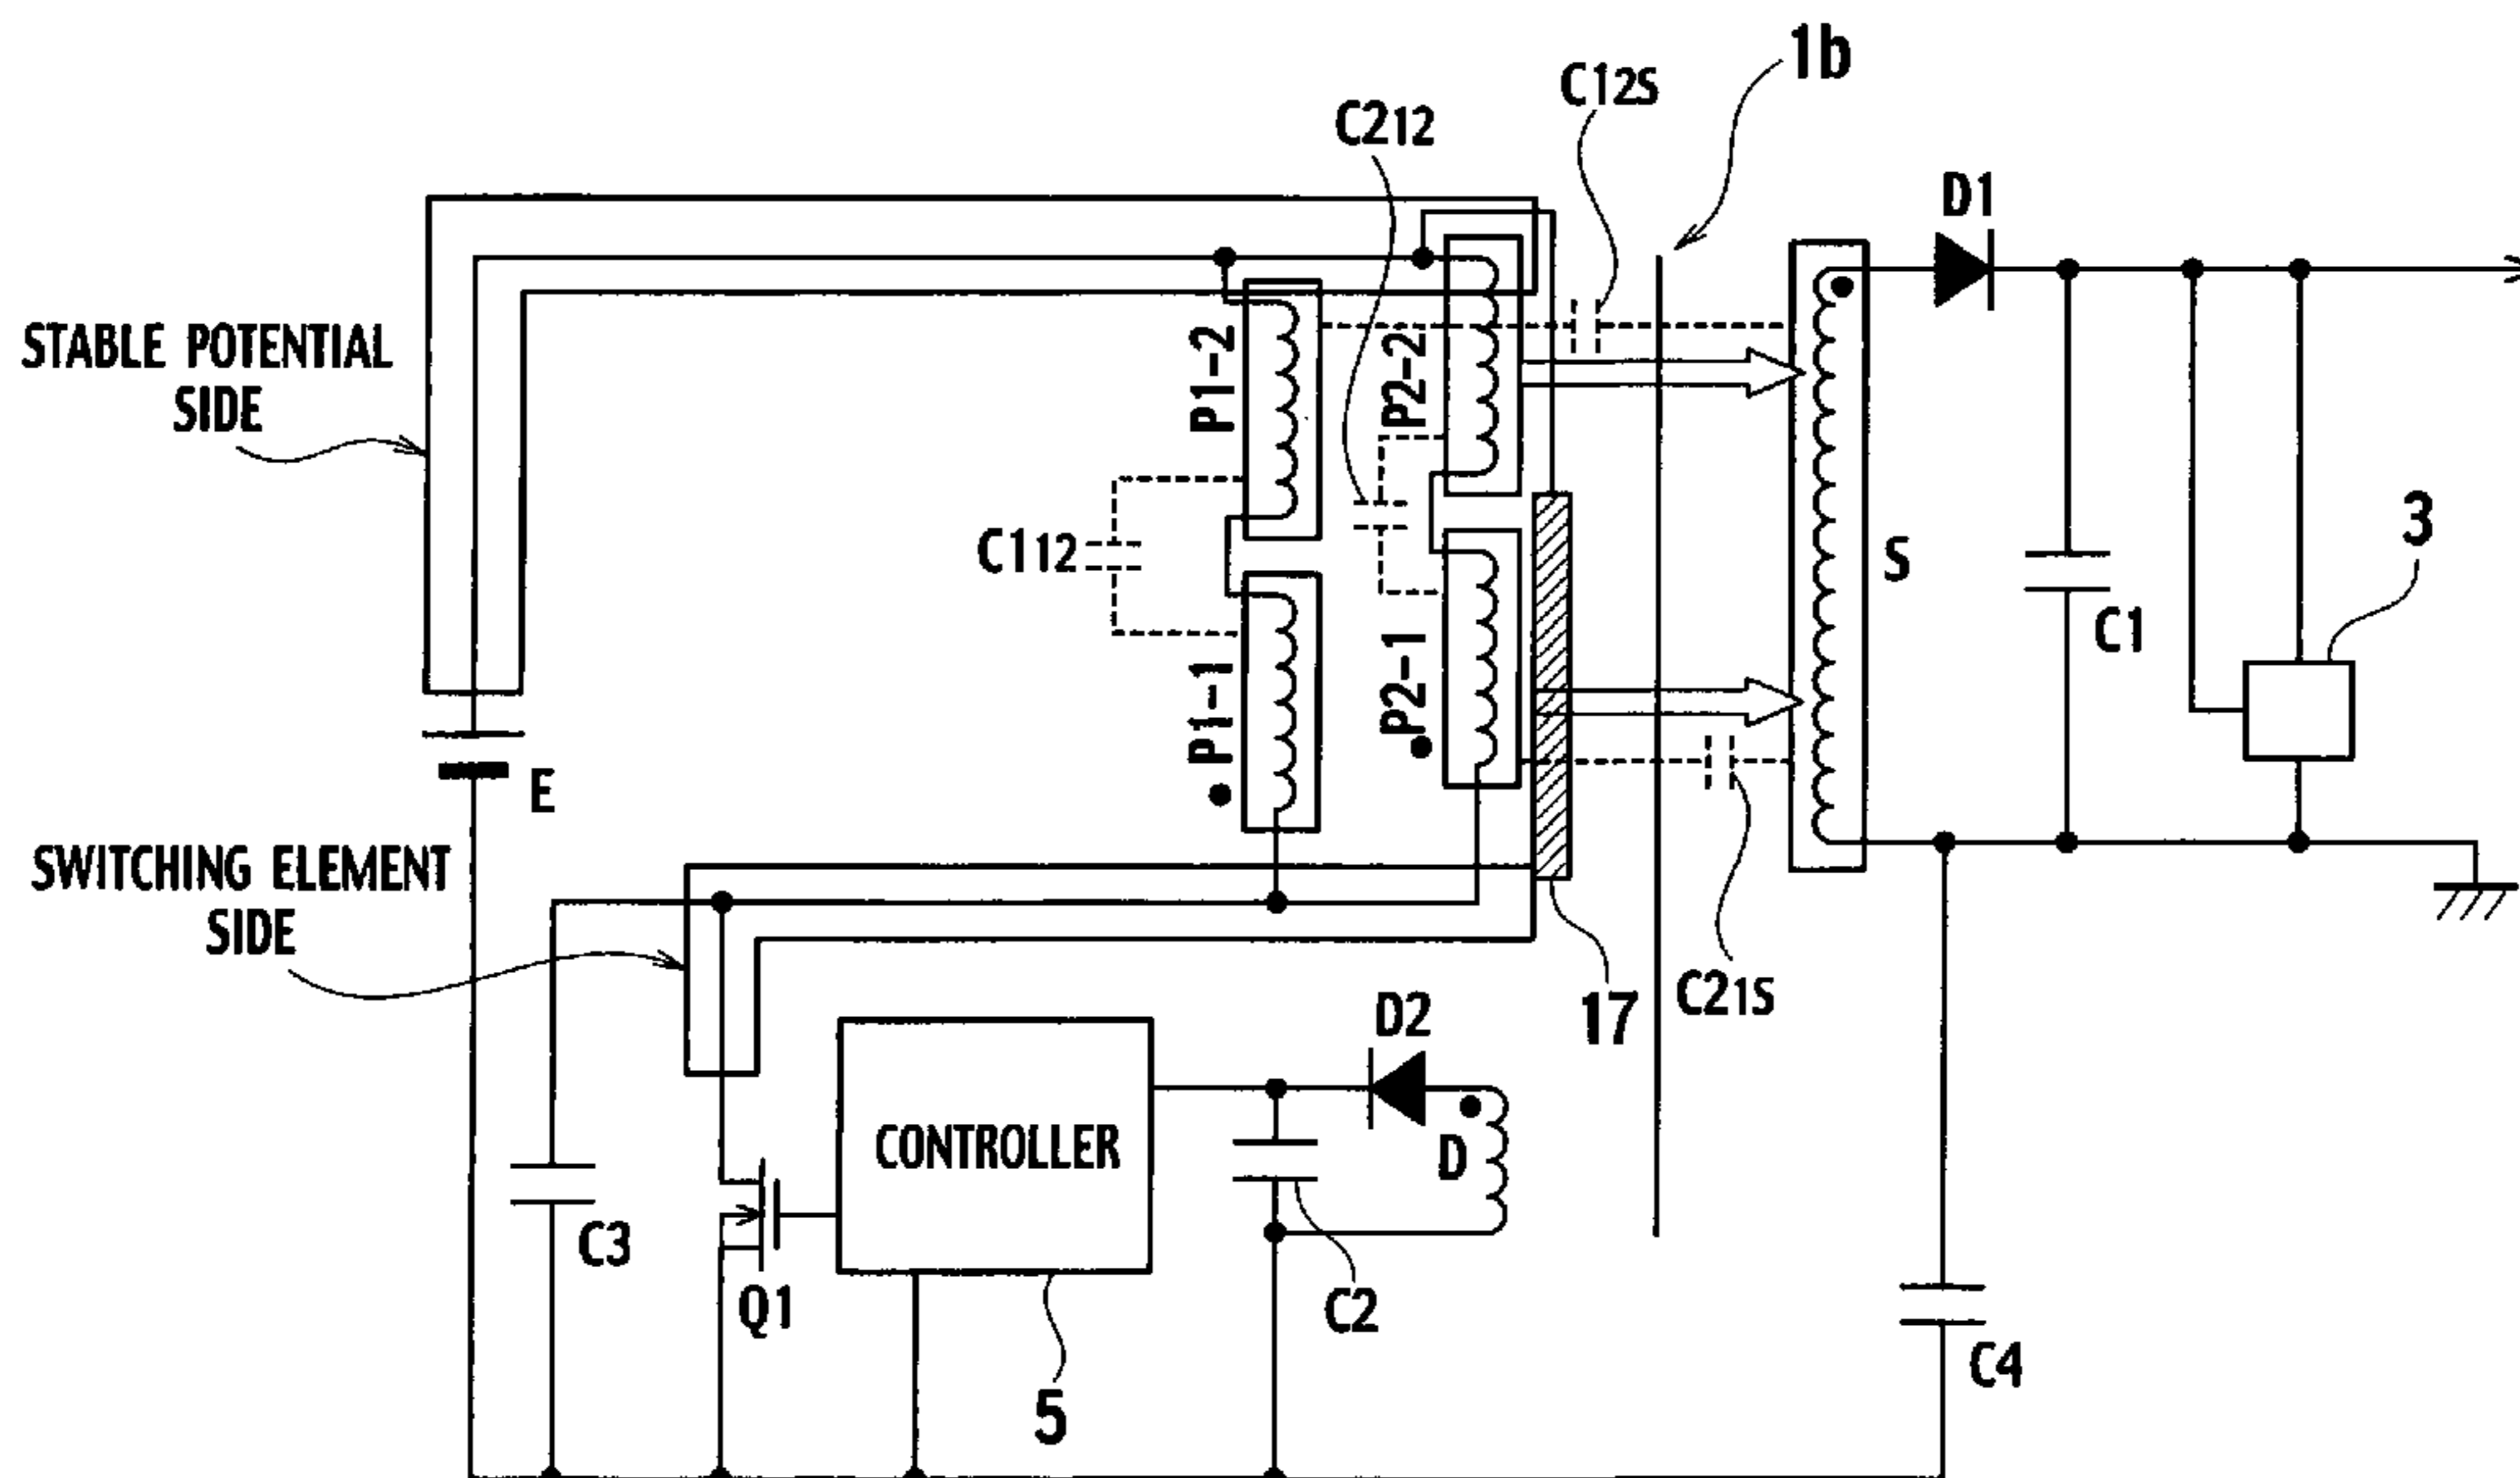 1b
C12S
C212
D1
STABLE POTENTIAL
SIDE
P1-2
P2-2
3
C112
S
C1
P1-1
P2-1
E
SWITCHING ELEMENT
SIDE
17
C21S
D2
CONTROLLER
D
C3
Q1
C2
C4
5